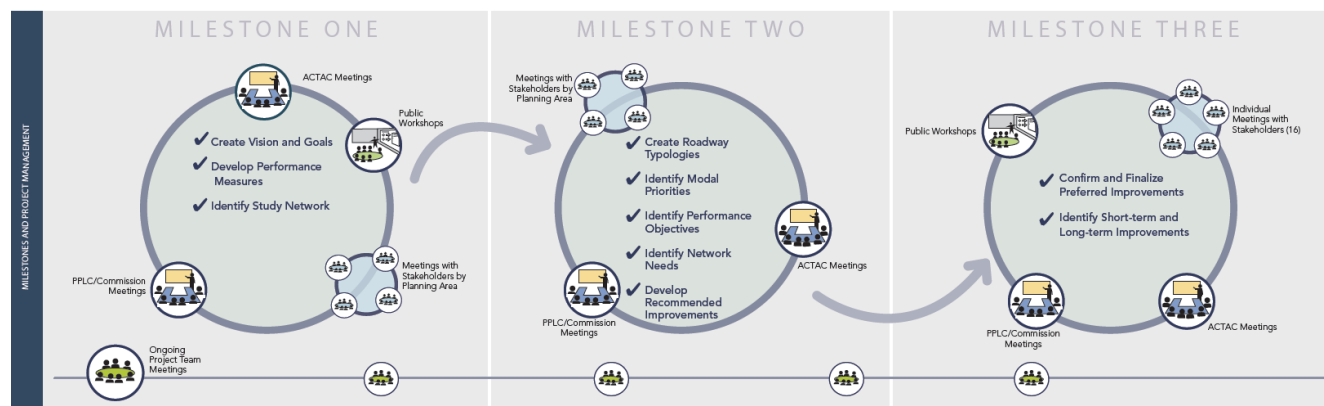 MILESTONES AND PROJECT MANAGEMENT
MILESTONE ONE
ACTAC Meetings
Public
Workshops
✔ Create Vision and Goals
✔ Develop Performance
Measures
✔ Identify Study Network
PPLC/Commission
Meetings
Meetings with
Stakeholders by
Planning Area
Ongoing
Project Team
Meetings
MILESTONE TWO
Meetings with
Stakeholders by
Planning Area
✔ Create Roadway
Typologies
✔ Identify Modal
Priorities
✔ Identify Performance
Objectives
✔ Identify Network
Needs
✔ Develop
Recommended
Improvements
ACTAC Meetings
PPLC/Commission
Meetings
MILESTONE THREE
Public Workshops
Individual
Meetings with
Stakeholders (16)
✔ Confirm and Finalize
Preferred Improvements
✔ Identify Short-term and
Long-term Improvements
PPLC/Commission
Meetings
ACTAC Meetings